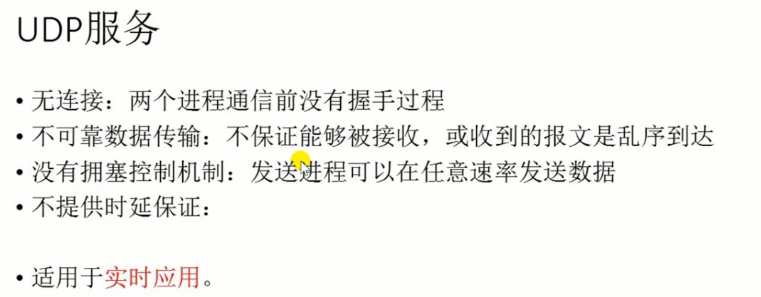 UDP服务
• 无连接：两个进程通信前没有握手过程
• 不可靠数据传输：不保证能够被接收，或收到的报文是乱序到达
• 没有拥塞控制机制：发送进程可以在任意速率发送数据
• 不提供时延保证：
• 适用于实时应用。